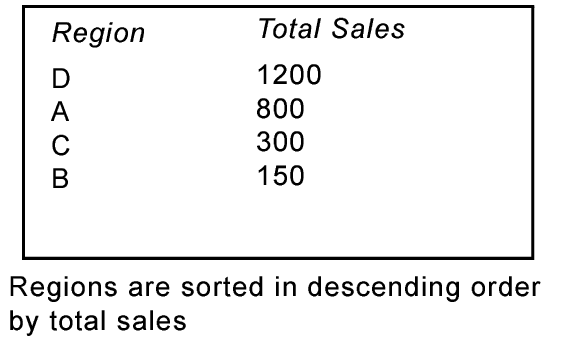 Region Total Sales
D 1200
A 800
C 300
B 150
Regions are sorted in descending order
by total sales